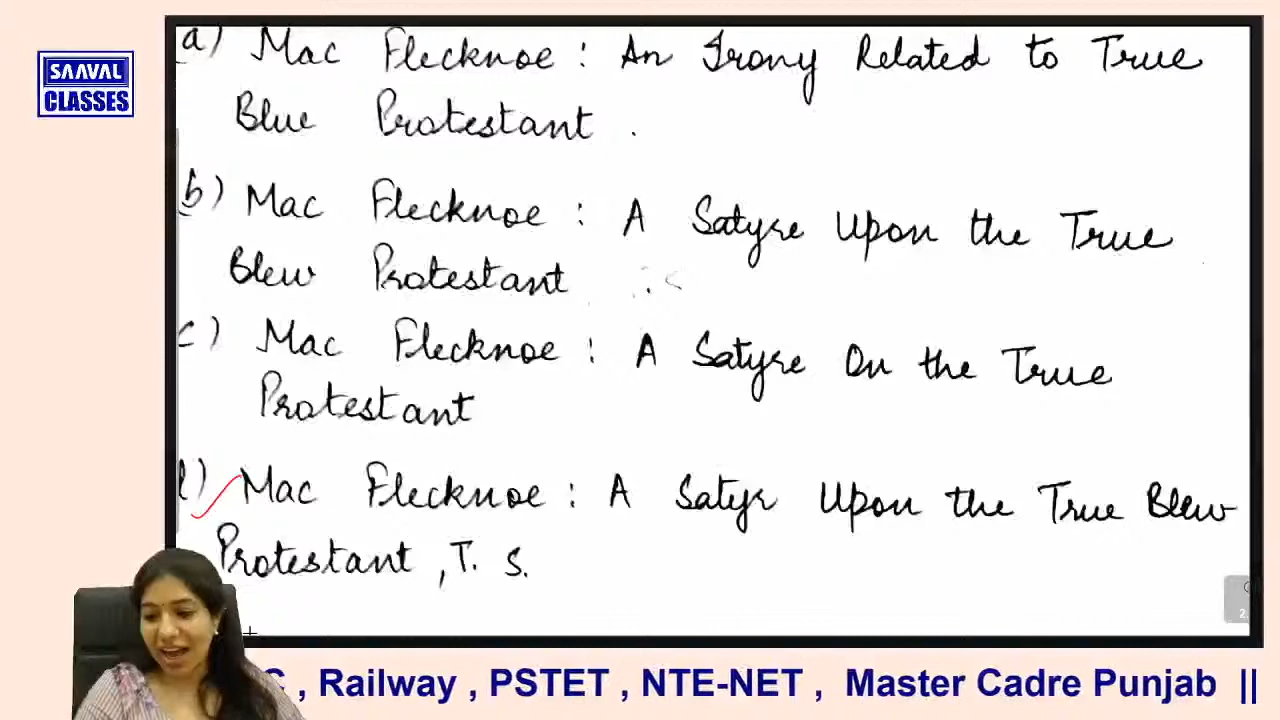 SAAVAL
CLASSES
a) Mac Flecknoe : An Irony Related to True
Blue Protestant .
b) Mac Flecknoe : A Satyre Upon the True
Blew Protestant
c) Mac Flecknoe : A Satyre On the True
Protestant
Mac Flecknoe : A Satyr Upon the True Blew
Protestant , T. S.
, Railway , PSTET , NTE-NET , Master Cadre Punjab ||